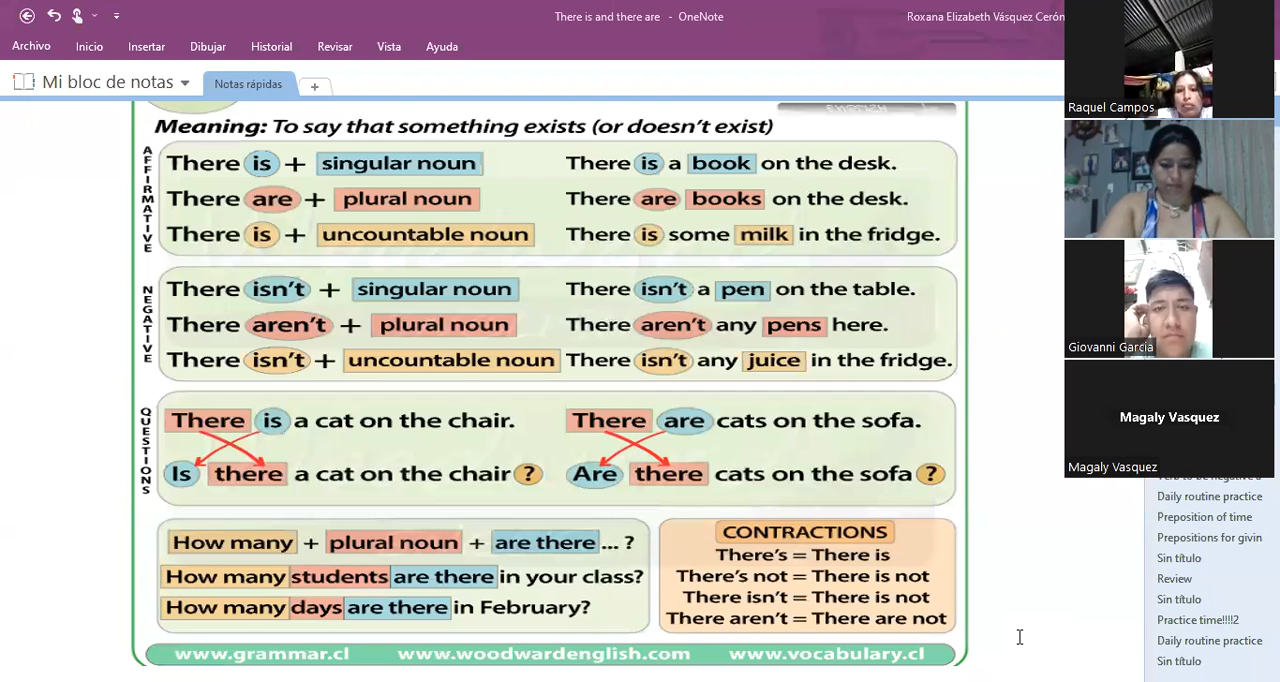 There is and there are - OneNote
Roxana Elizabeth Vásquez Cerón
Archivo Inicio Insertar Dibujar Historial Revisar Vista Ayuda
Mi bloc de notas
Notas rápidas
+
ENGLISH
Meaning: To say that something exists (or doesn't exist)
AFFIRMATIVE
There is + singular noun There is a book on the desk.
There are + plural noun There are books on the desk.
There is + uncountable noun There is some milk in the fridge.
NEGATIVE
There isn't + singular noun There isn't a pen on the table.
There aren't + plural noun There aren't any pens here.
There isn't + uncountable noun There isn't any juice in the fridge.
QUESTIONS
There is a cat on the chair. There are cats on the sofa.
Is there a cat on the chair ? Are there cats on the sofa ?
How many + plural noun + are there ... ?
How many students are there in your class?
How many days are there in February?
CONTRACTIONS
There's = There is
There's not = There is not
There isn't = There is not
There aren't = There are not
www.grammar.cl www.woodwardenglish.com www.vocabulary.cl
Raquel Campos
Giovanni García
Magaly Vasquez
Magaly Vasquez
Verb to be negative a
Daily routine practice
Preposition of time
Prepositions for givin
Sin título
Review
Sin título
Practice time!!!!2
Daily routine practice
Sin título